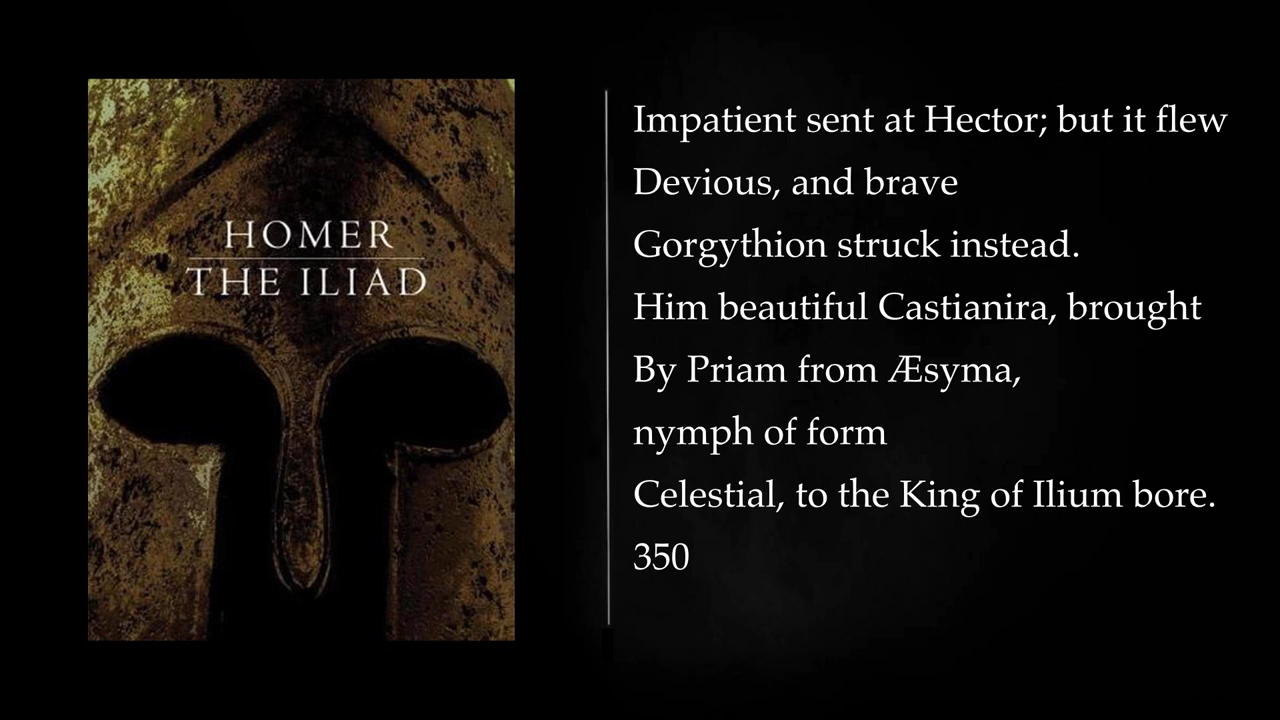 HOMER
THE ILIAD
Impatient sent at Hector; but it flew
Devious, and brave
Gorgythion struck instead.
Him beautiful Castianira, brought
By Priam from Æsyma,
nymph of form
Celestial, to the King of Ilium bore.
350